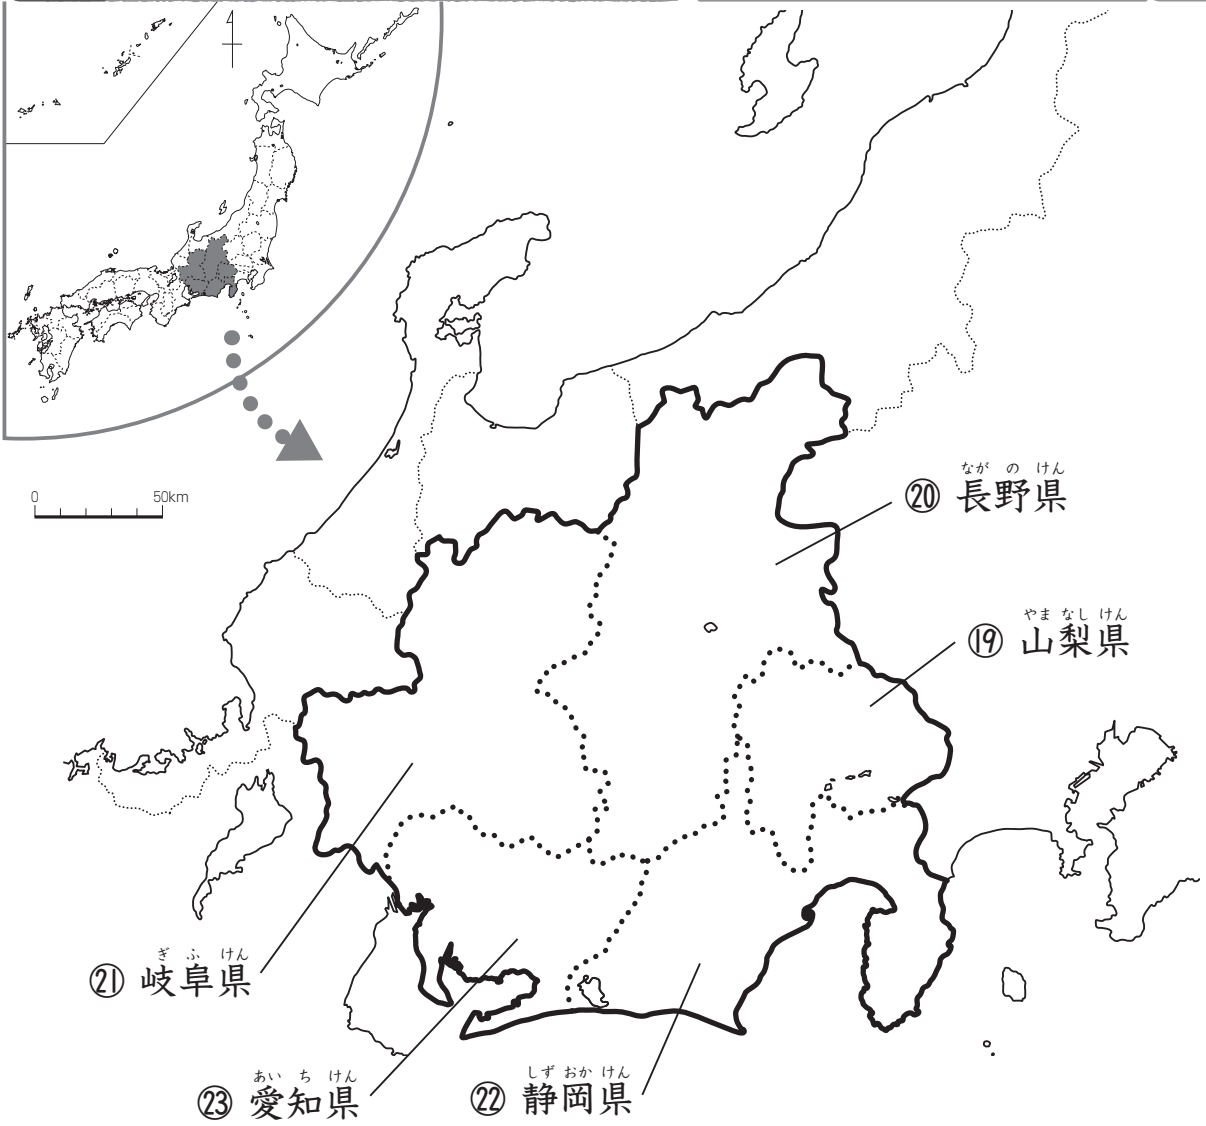 0 50km
なが の けん
⑳ 長野県
やま なし けん
⑲ 山梨県
ぎ ふ けん
㉑ 岐阜県
あい ち けん
㉓ 愛知県
しず おか けん
㉒ 静岡県